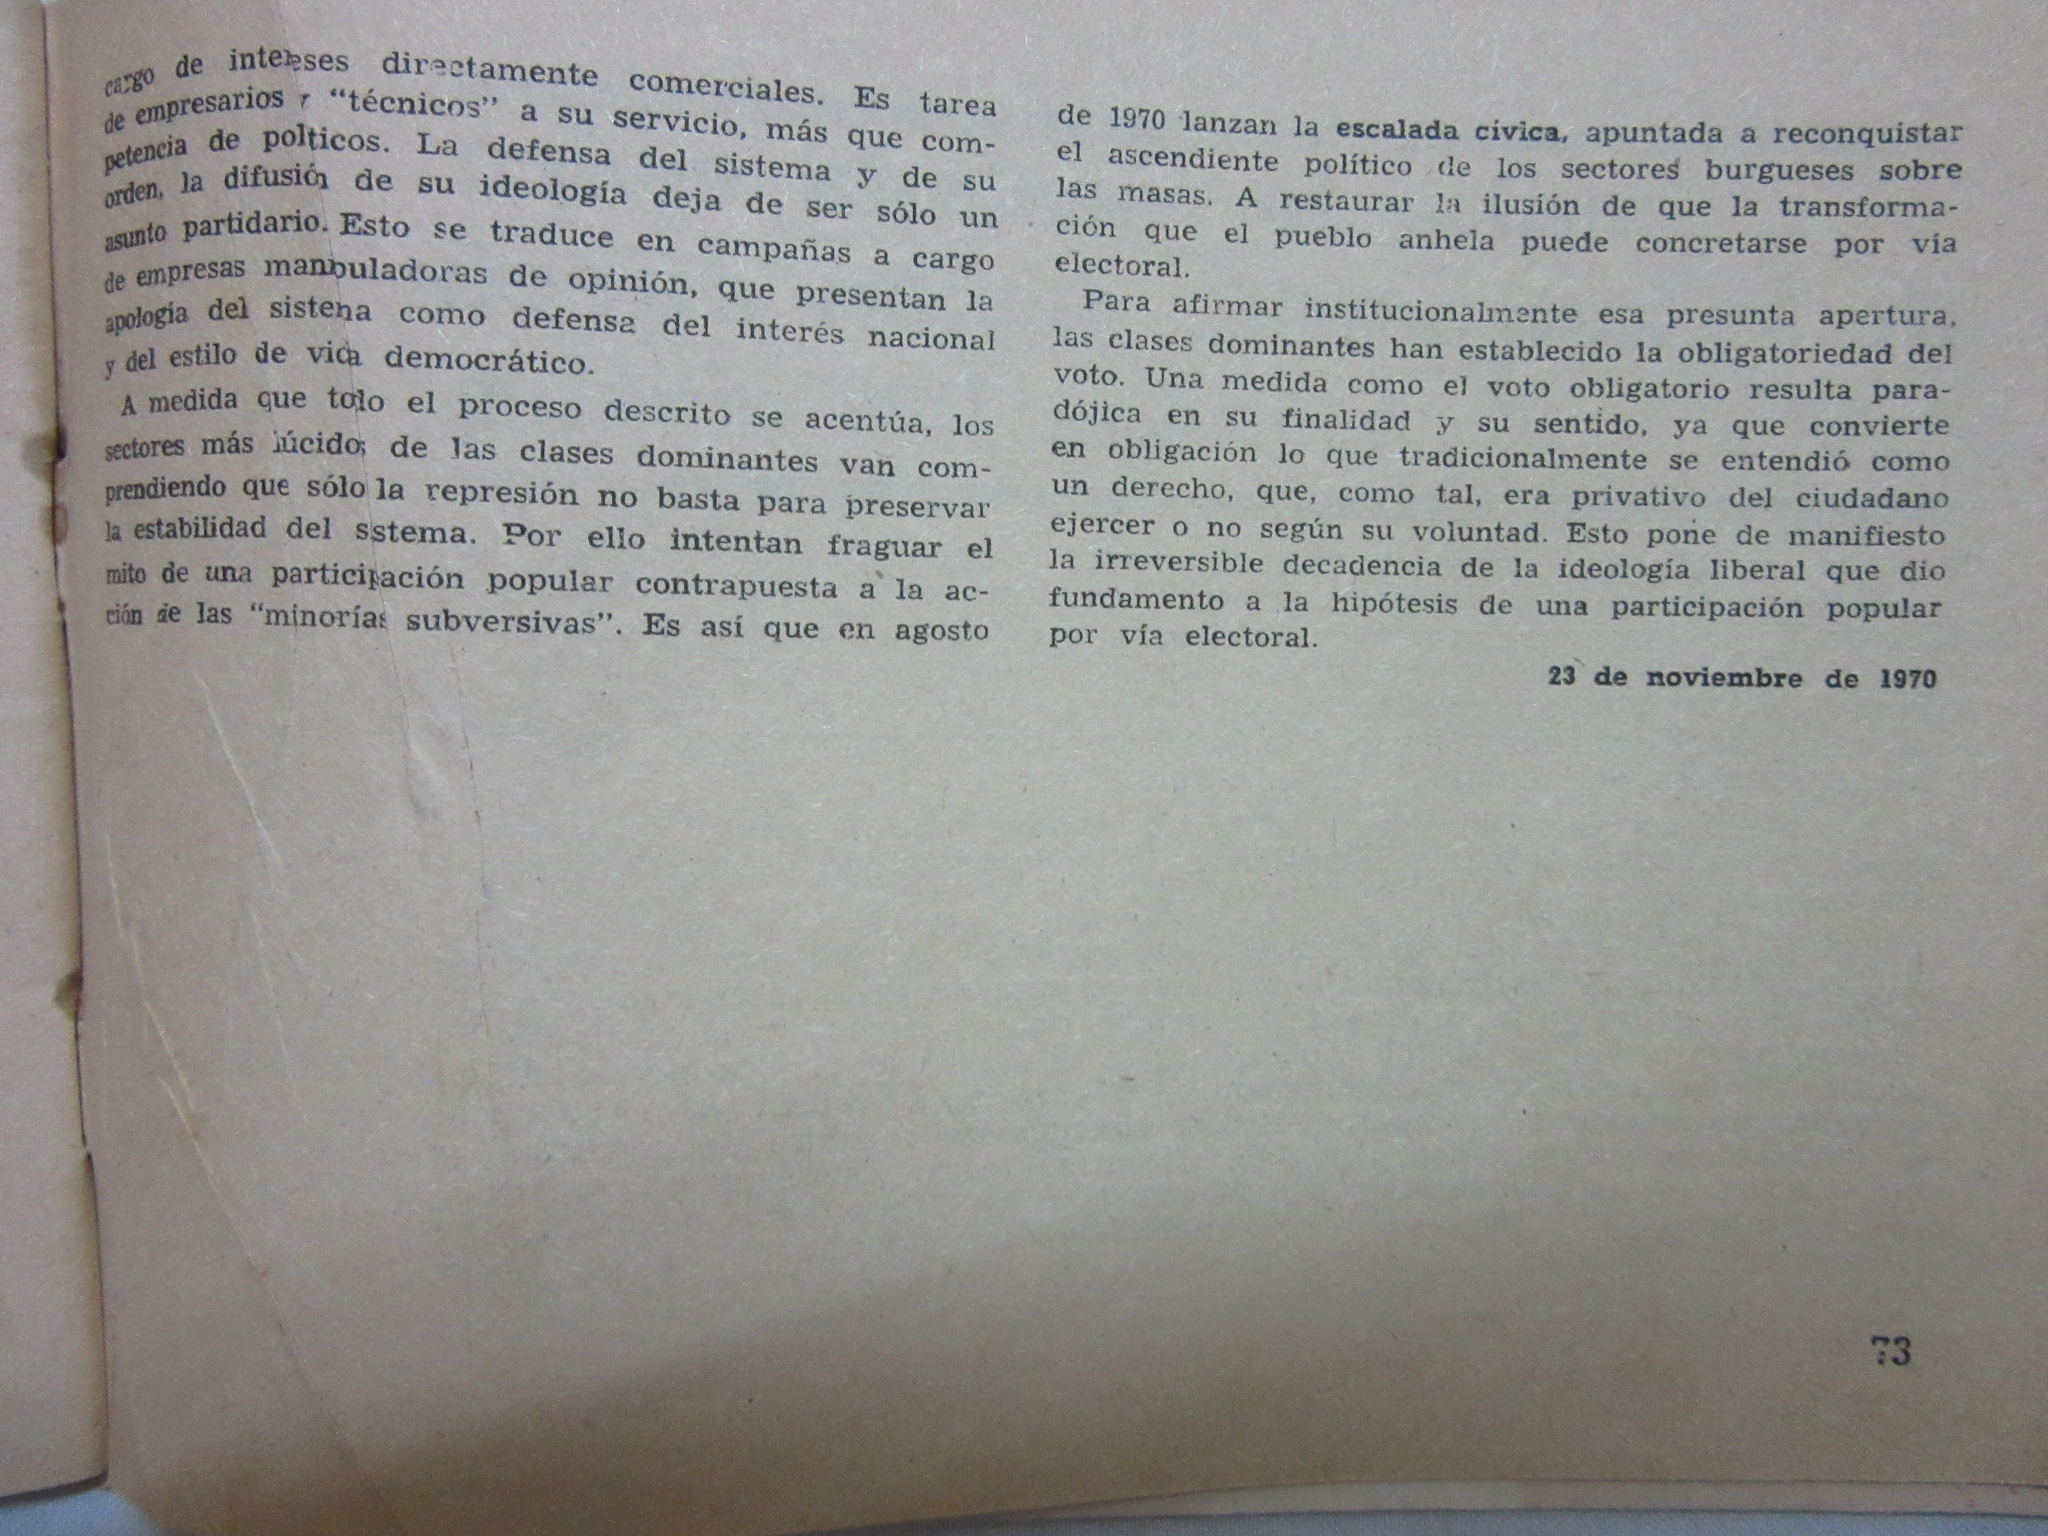 cargo de intereses directamente comerciales. Es tarea
de empresarios y “técnicos” a su servicio, más que com-
petencia de políticos. La defensa del sistema y de su
orden, la difusión de su ideología deja de ser sólo un
asunto partidario. Esto se traduce en campañas a cargo
de empresas manipuladoras de opinión, que presentan la
apología del sistema como defensa del interés nacional
y del estilo de vida democrático.
A medida que todo el proceso descrito se acentúa, los
sectores más lúcidos de las clases dominantes van com-
prendiendo que sólo la represión no basta para preservar
la estabilidad del sistema. Por ello intentan fraguar el
mito de una participación popular contrapuesta a la ac-
ción de las “minorías subversivas”. Es así que en agosto
de 1970 lanzan la escalada cívica, apuntada a reconquistar
el ascendiente político de los sectores burgueses sobre
las masas. A restaurar la ilusión de que la transforma-
ción que el pueblo anhela puede concretarse por vía
electoral.
Para afirmar institucionalmente esa presunta apertura,
las clases dominantes han establecido la obligatoriedad del
voto. Una medida como el voto obligatorio resulta para-
dójica en su finalidad y su sentido, ya que convierte
en obligación lo que tradicionalmente se entendió como
un derecho, que, como tal, era privativo del ciudadano
ejercer o no según su voluntad. Esto pone de manifiesto
la irreversible decadencia de la ideología liberal que dio
fundamento a la hipótesis de una participación popular
por vía electoral.
23 de noviembre de 1970
73